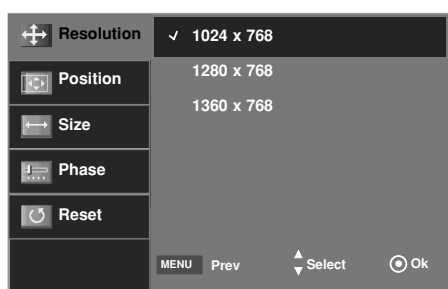 Resolution
1024 x 768
1280 x 768
1360 x 768
Position
Size
Phase
Reset
MENU Prev Select Ok